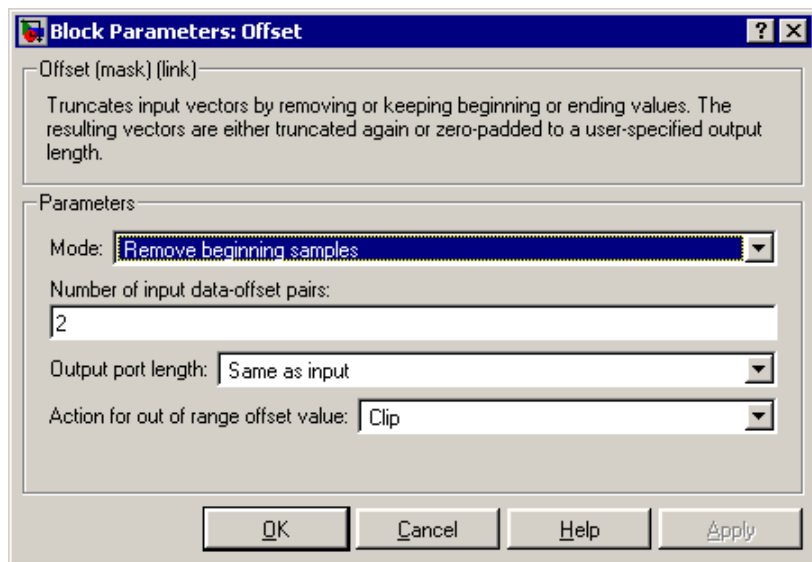 Block Parameters: Offset
Offset (mask) (link)
Truncates input vectors by removing or keeping beginning or ending values. The
resulting vectors are either truncated again or zero-padded to a user-specified output
length.
Parameters
Mode: Remove beginning samples
Number of input data-offset pairs:
2
Output port length: Same as input
Action for out of range offset value: Clip
OK Cancel Help Apply